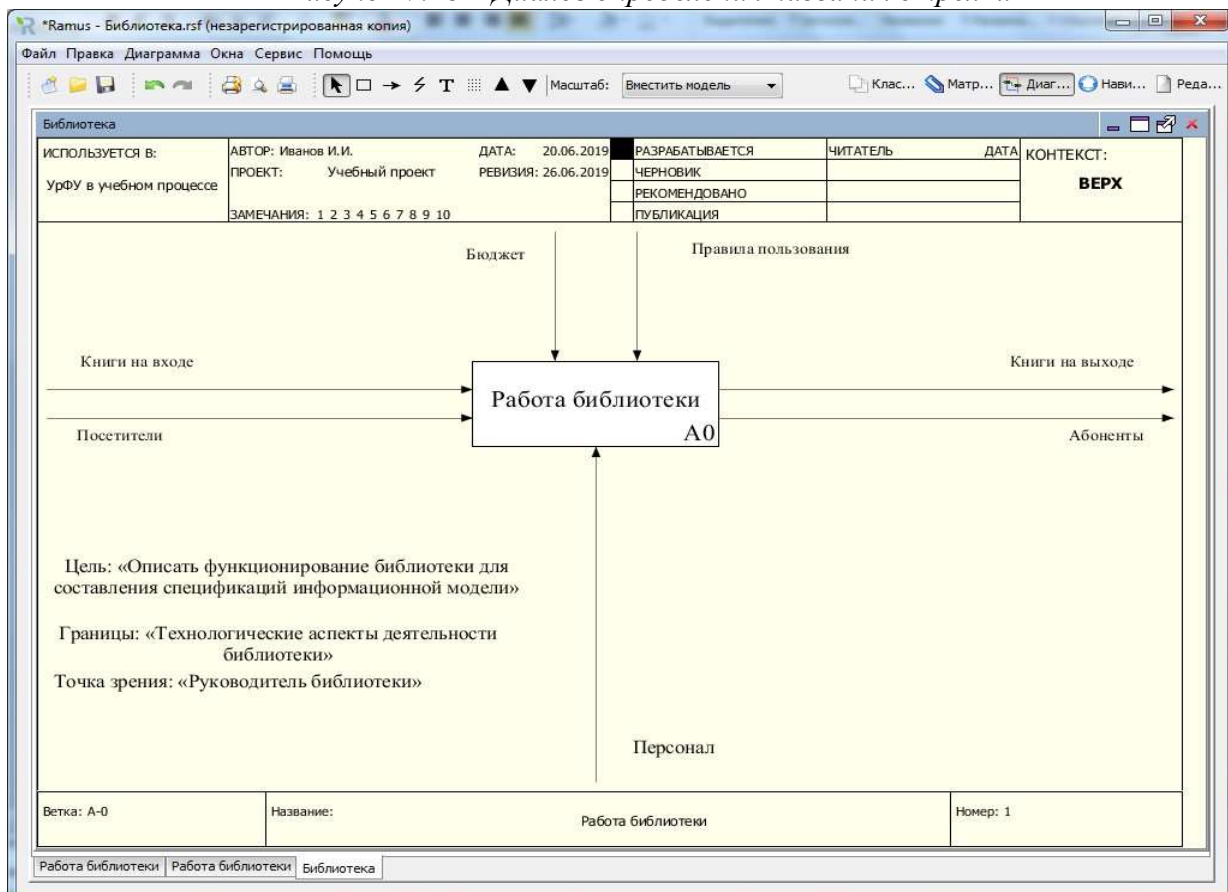 *Ramus - Библиотека.rsf (незарегистрированная копия)
Файл Правка Диаграмма Окна Сервис Помощь
T Масштаб: Вместить модель Клас... Матр... Диаг... Нави... Реда...
Библиотека
ИСПОЛЬЗУЕТСЯ В:
УрФУ в учебном процессе
АВТОР: Иванов И.И.
ПРОЕКТ: Учебный проект
ЗАМЕЧАНИЯ: 1 2 3 4 5 6 7 8 9 10
ДАТА: 20.06.2019
РЕВИЗИЯ: 26.06.2019
РАЗРАБАТЫВАЕТСЯ
ЧЕРНОВИК
РЕКОМЕНДОВАНО
ПУБЛИКАЦИЯ
ЧИТАТЕЛЬ ДАТА
КОНТЕКСТ:
ВЕРХ
Бюджет
Правила пользования
Книги на входе
Книги на выходе
Работа библиотеки
A0
Посетители
Абоненты
Цель: «Описать функционирование библиотеки для
составления спецификаций информационной модели»
Границы: «Технологические аспекты деятельности
библиотеки»
Точка зрения: «Руководитель библиотеки»
Персонал
Ветка: A-0
Название:
Работа библиотеки
Номер: 1
Работа библиотеки Работа библиотеки Библиотека